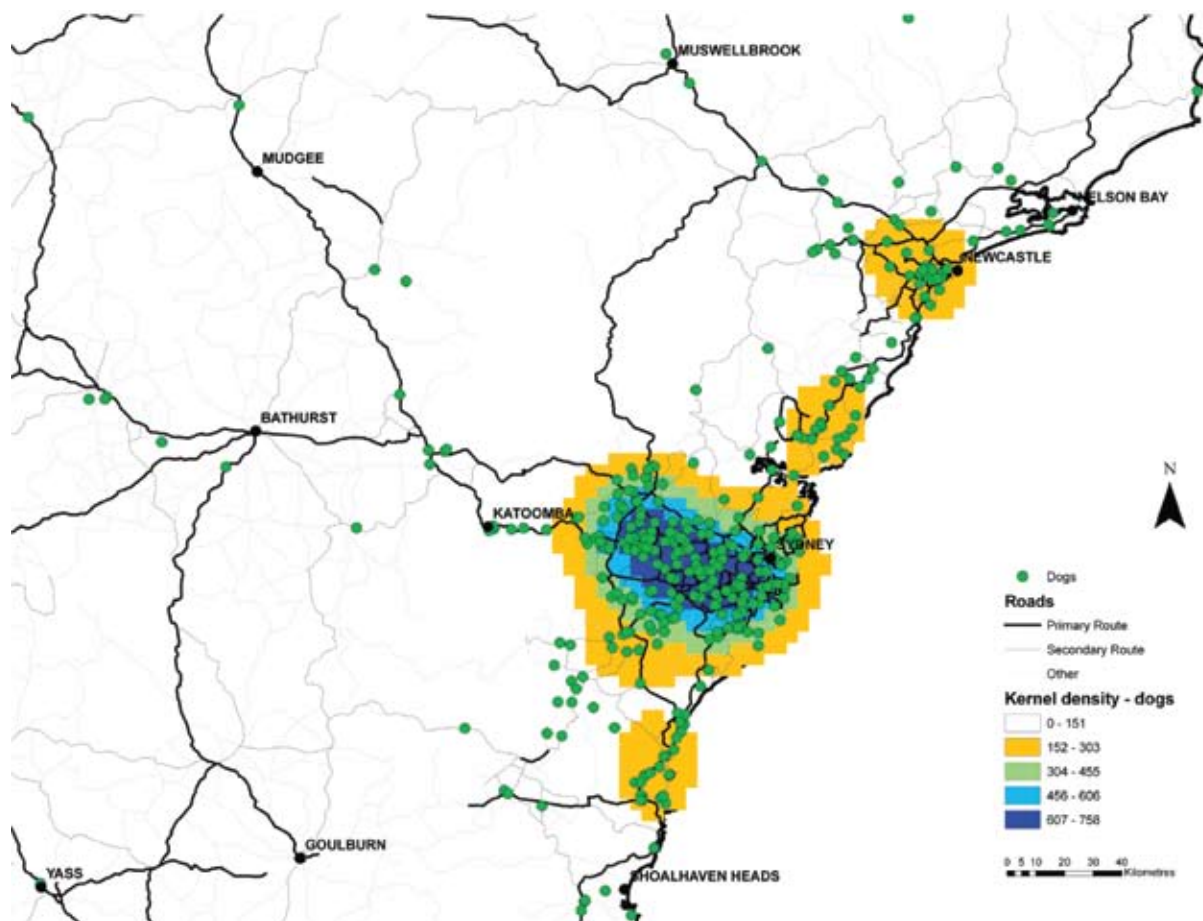 MUSWELLBROOK
MUDGEE
NELSON BAY
NEWCASTLE
BATHURST
KATOOMBA
SYDNEY
GOULBURN
YASS
SHOALHAVEN HEADS
N
Dogs
Roads
Primary Route
Secondary Route
Other
Kernel density - dogs
0 - 151
152 - 303
304 - 455
456 - 606
607 - 758
0 5 10 20 30 40
Kilometres